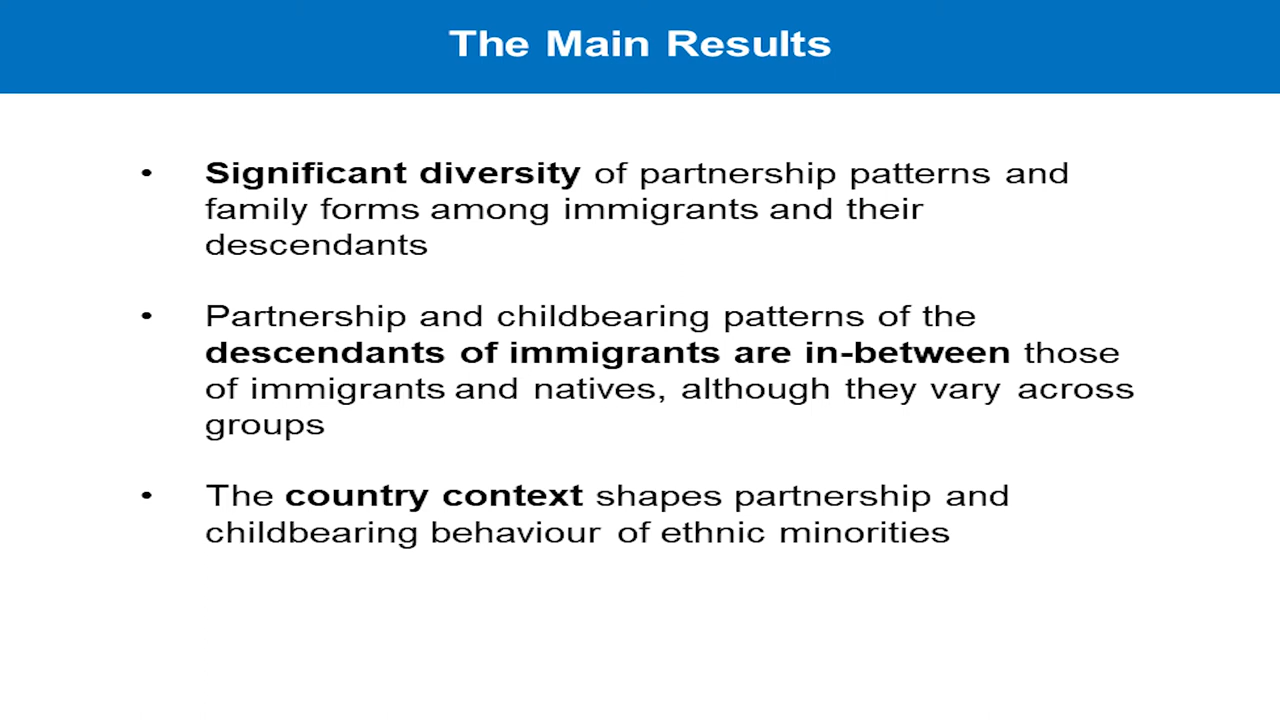 The Main Results
• Significant diversity of partnership patterns and
family forms among immigrants and their
descendants
• Partnership and childbearing patterns of the
descendants of immigrants are in-between those
of immigrants and natives, although they vary across
groups
• The country context shapes partnership and
childbearing behaviour of ethnic minorities